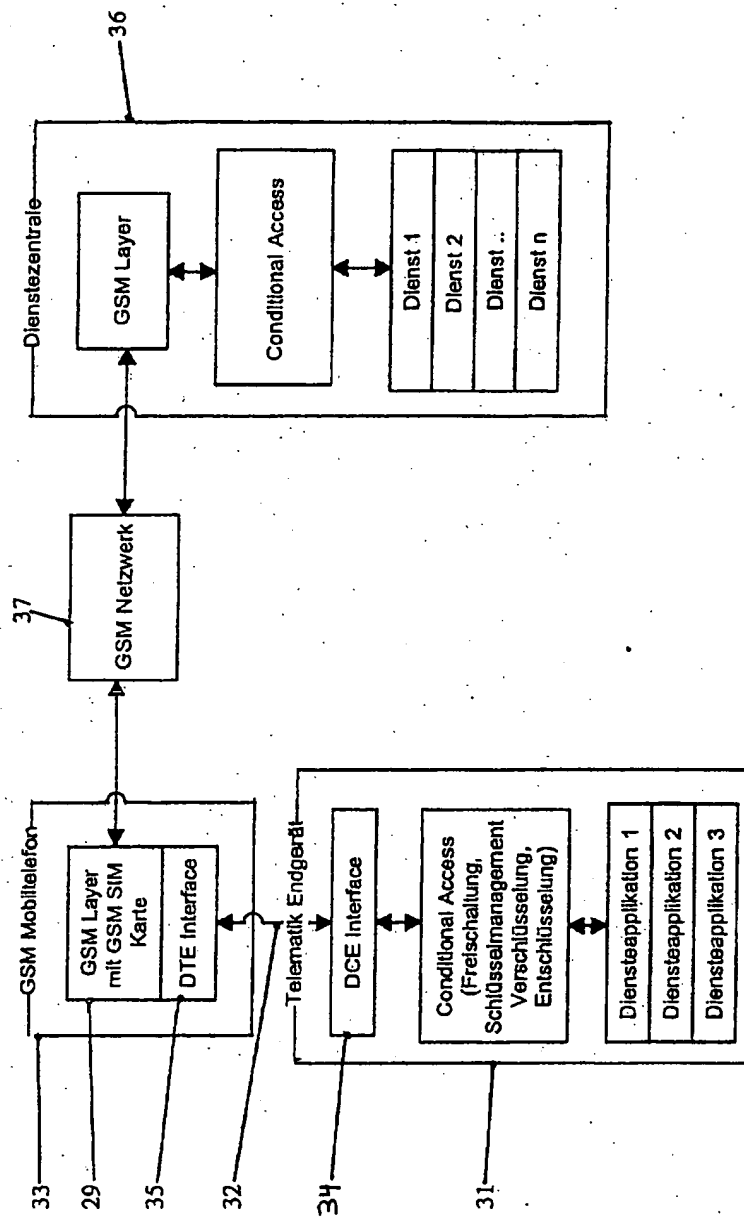 33
GSM Mobiltelefon
29
GSM Layer
mit GSM SIM
Karte
35
DTE Interface
32
Telematik Endgerät
34
DCE Interface
Conditional Access
(Freischaltung,
Schlüsselmanagement
Verschlüsselung,
Entschlüsselung)
31
Diensteapplikation 1
Diensteapplikation 2
Diensteapplikation 3
37
GSM Netzwerk
36
Dienstezentrale
GSM Layer
Conditional Access
Dienst 1
Dienst 2
Dienst ..
Dienst n